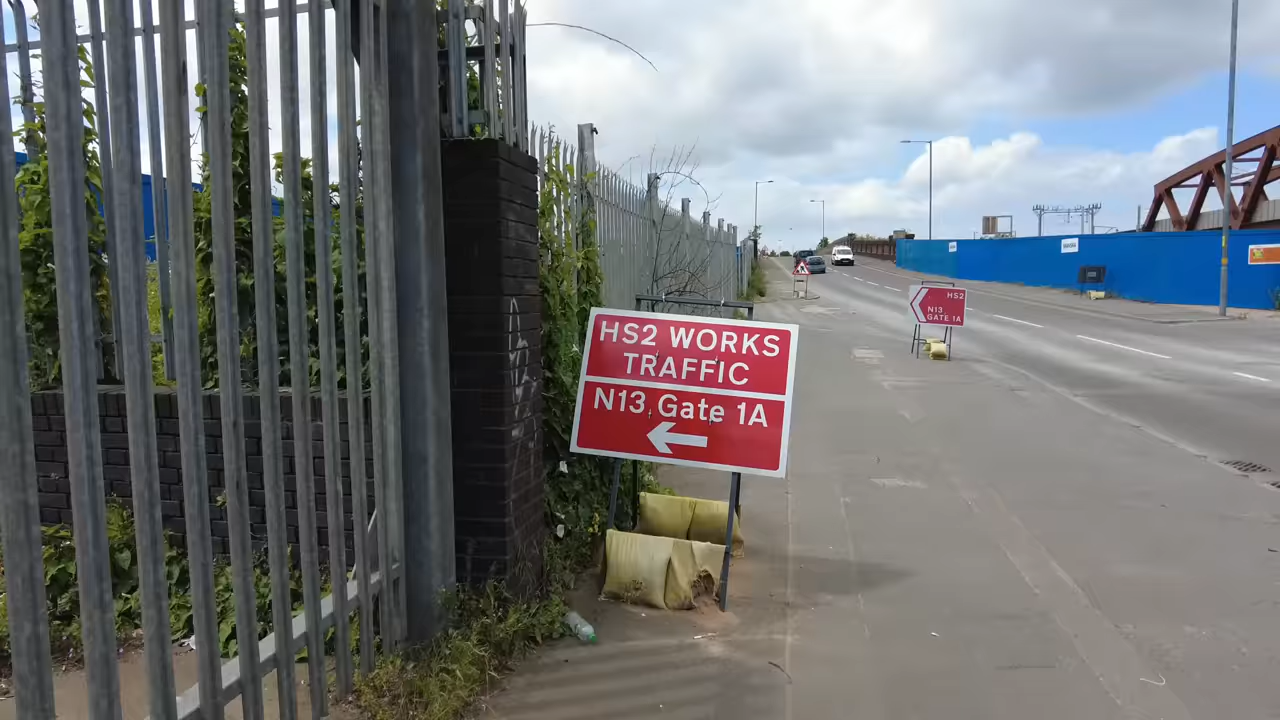 HS2 WORKS
TRAFFIC
N13 Gate 1A
HS2
N13
GATE 1A